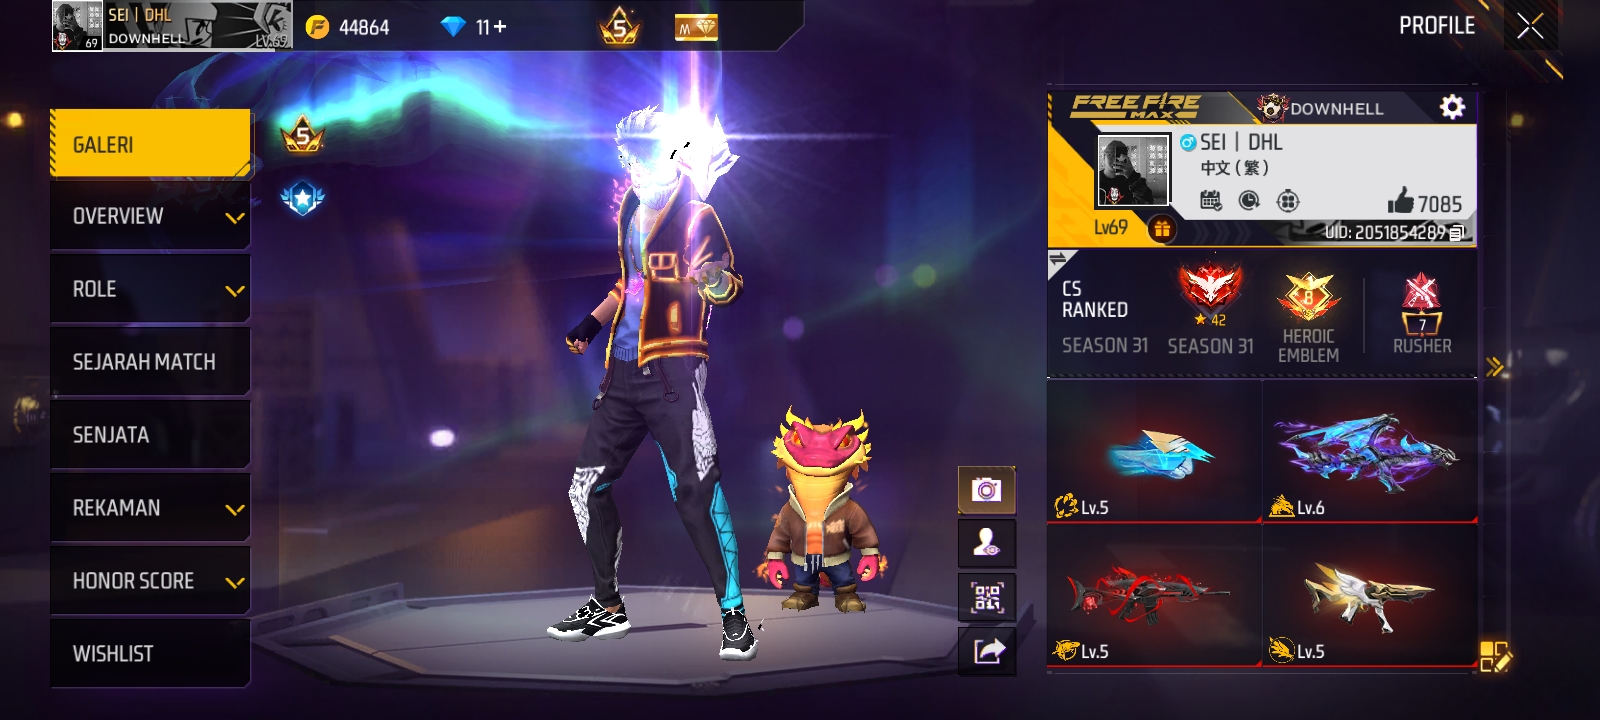 SEI | DHL
DOWNHELL
69
LV.69
44864
11+
5
M
PROFILE
GALERI
OVERVIEW
ROLE
SEJARAH MATCH
SENJATA
REKAMAN
HONOR SCORE
WISHLIST
5
FREE FIRE
MAX
DOWNHELL
SEI | DHL
中文 (繁)
7085
Lv69
UID: 2051854289
CS
RANKED
SEASON 31
42
SEASON 31
8
HEROIC
EMBLEM
7
RUSHER
Lv.5
Lv.6
Lv.5
Lv.5